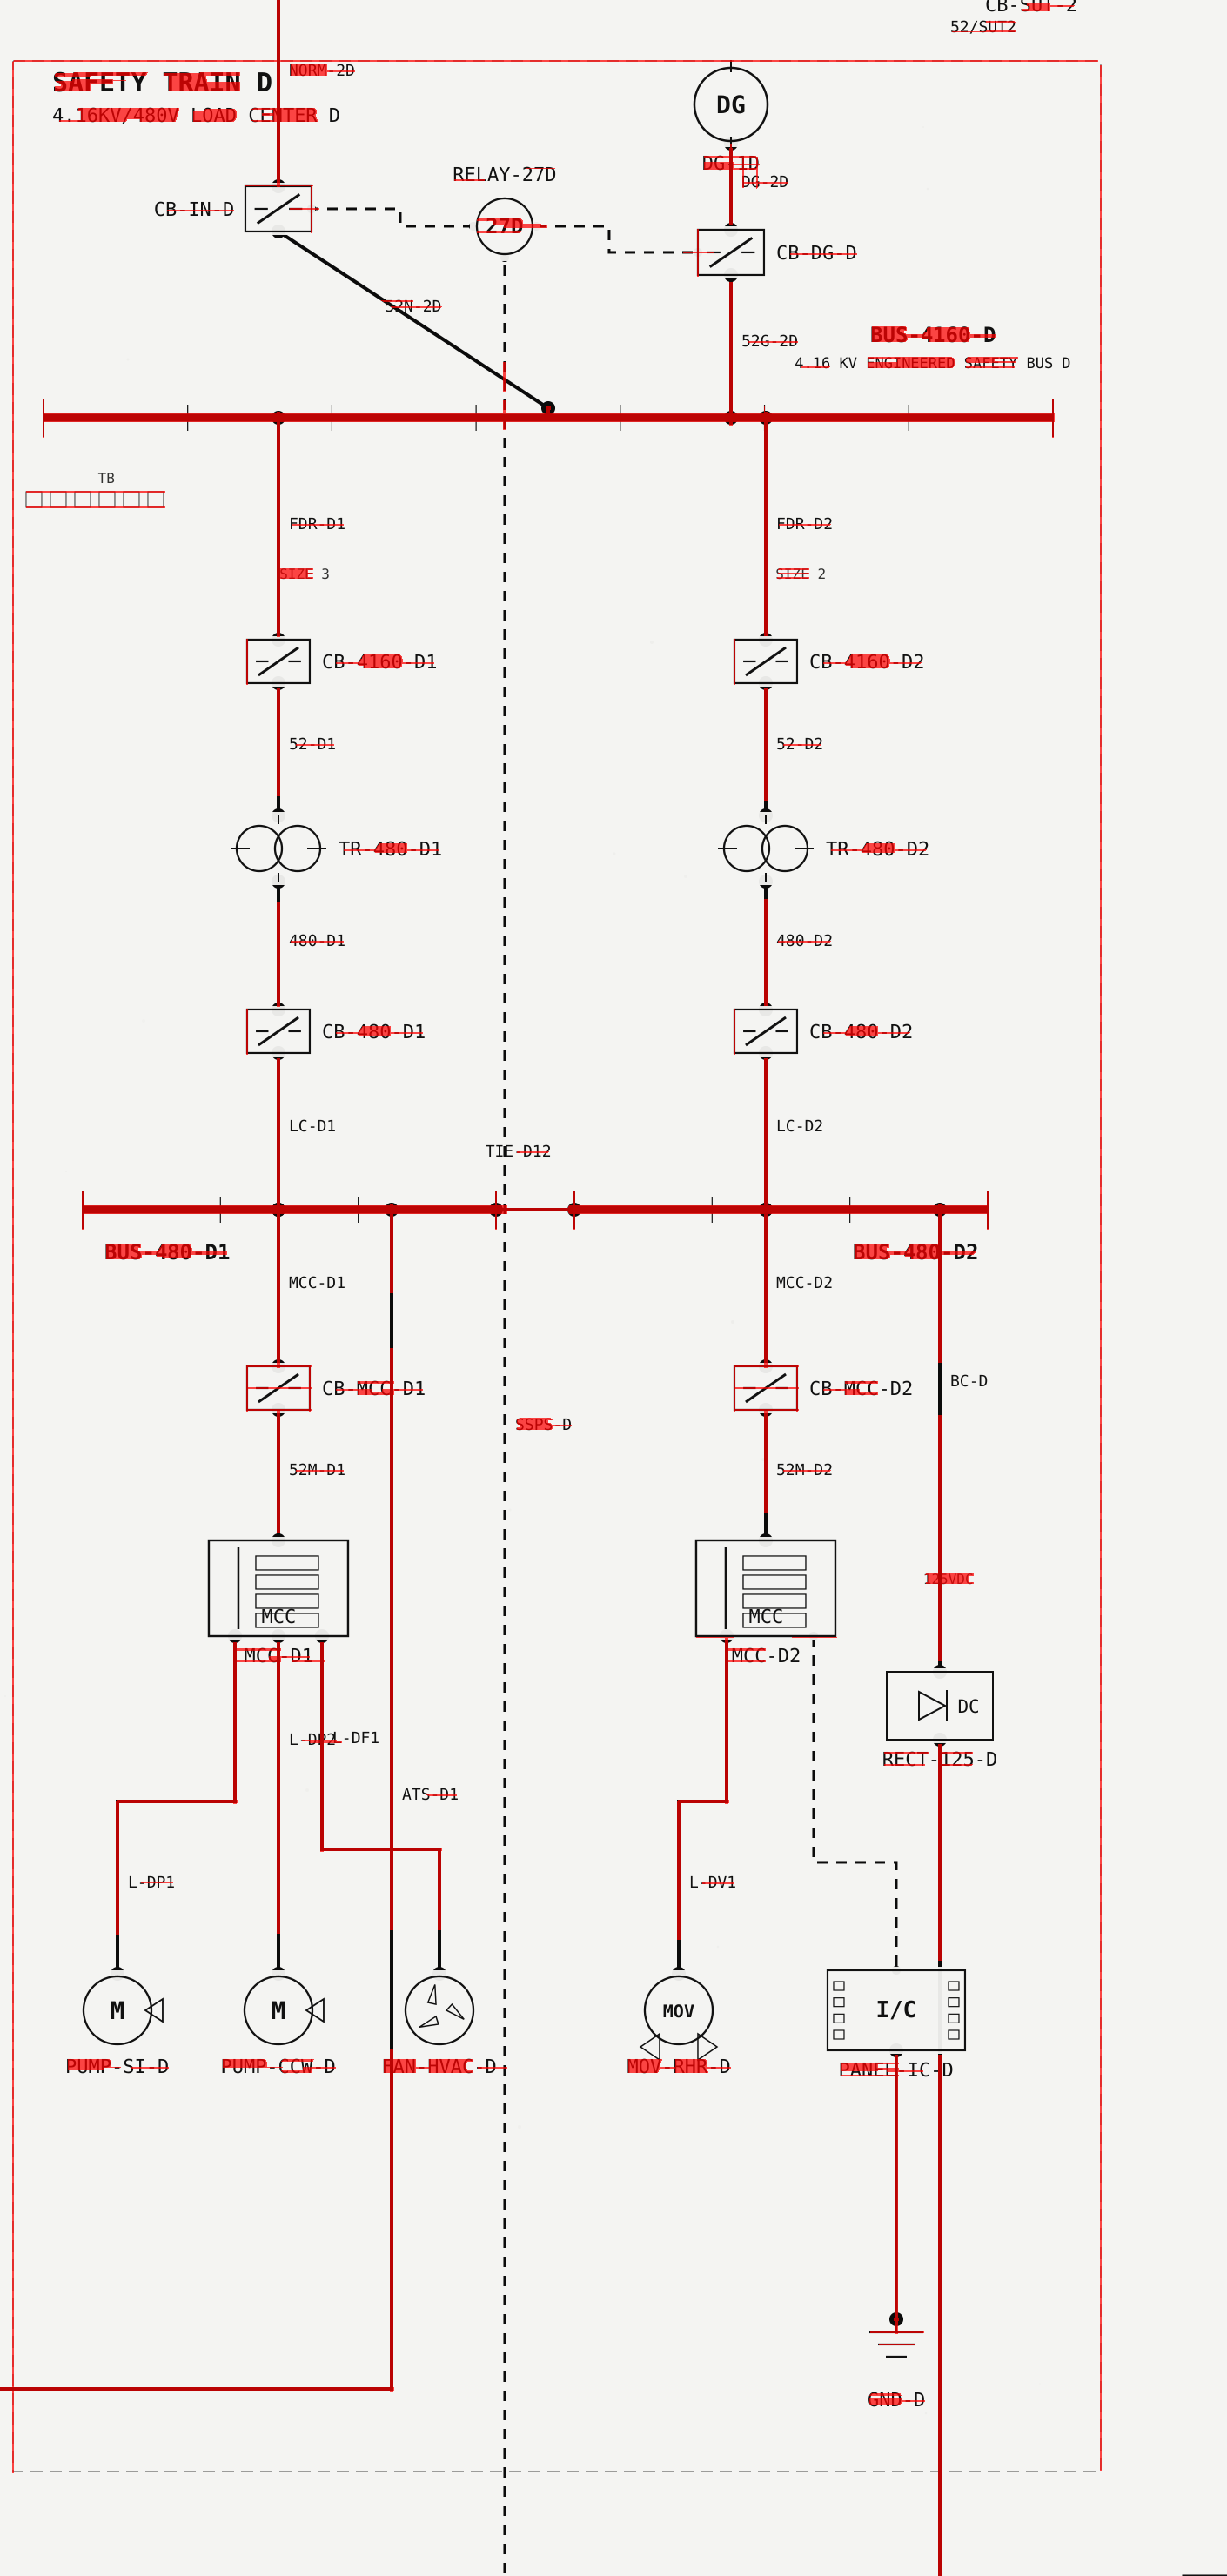 CB-SUT-2
52/SUT2
NORM-2D
SAFETY TRAIN D
4.16KV/480V LOAD CENTER D
DG
DG-1D
DG-2D
RELAY-27D
CB-IN-D
27D
CB-DG-D
52N-2D
52G-2D
BUS-4160-D
4.16 KV ENGINEERED SAFETY BUS D
TB
FDR-D1
FDR-D2
SIZE 3
SIZE 2
CB-4160-D1
CB-4160-D2
52-D1
52-D2
TR-480-D1
TR-480-D2
480-D1
480-D2
CB-480-D1
CB-480-D2
LC-D1
LC-D2
TIE-D12
BUS-480-D1
BUS-480-D2
MCC-D1
MCC-D2
BC-D
CB-MCC-D1
CB-MCC-D2
SSPS-D
52M-D1
52M-D2
125VDC
MCC
MCC
MCC-D1
MCC-D2
DC
RECT-125-D
L-DP2
L-DF1
ATS-D1
L-DP1
L-DV1
M
M
MOV
I/C
PUMP-SI-D
PUMP-CCW-D
FAN-HVAC-D
MOV-RHR-D
PANEL-IC-D
GND-D